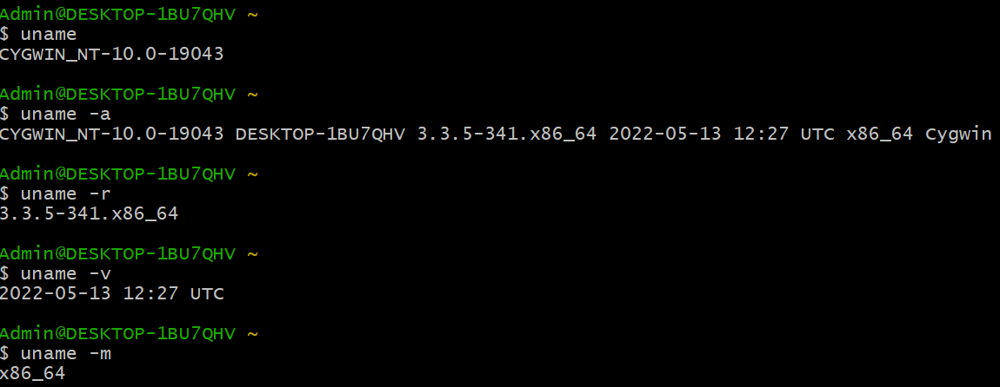 Admin@DESKTOP-1BU7QHV ~
$ uname
CYGWIN_NT-10.0-19043
Admin@DESKTOP-1BU7QHV ~
$ uname -a
CYGWIN_NT-10.0-19043 DESKTOP-1BU7QHV 3.3.5-341.x86_64 2022-05-13 12:27 UTC x86_64 Cygwin
Admin@DESKTOP-1BU7QHV ~
$ uname -r
3.3.5-341.x86_64
Admin@DESKTOP-1BU7QHV ~
$ uname -v
2022-05-13 12:27 UTC
Admin@DESKTOP-1BU7QHV ~
$ uname -m
x86_64